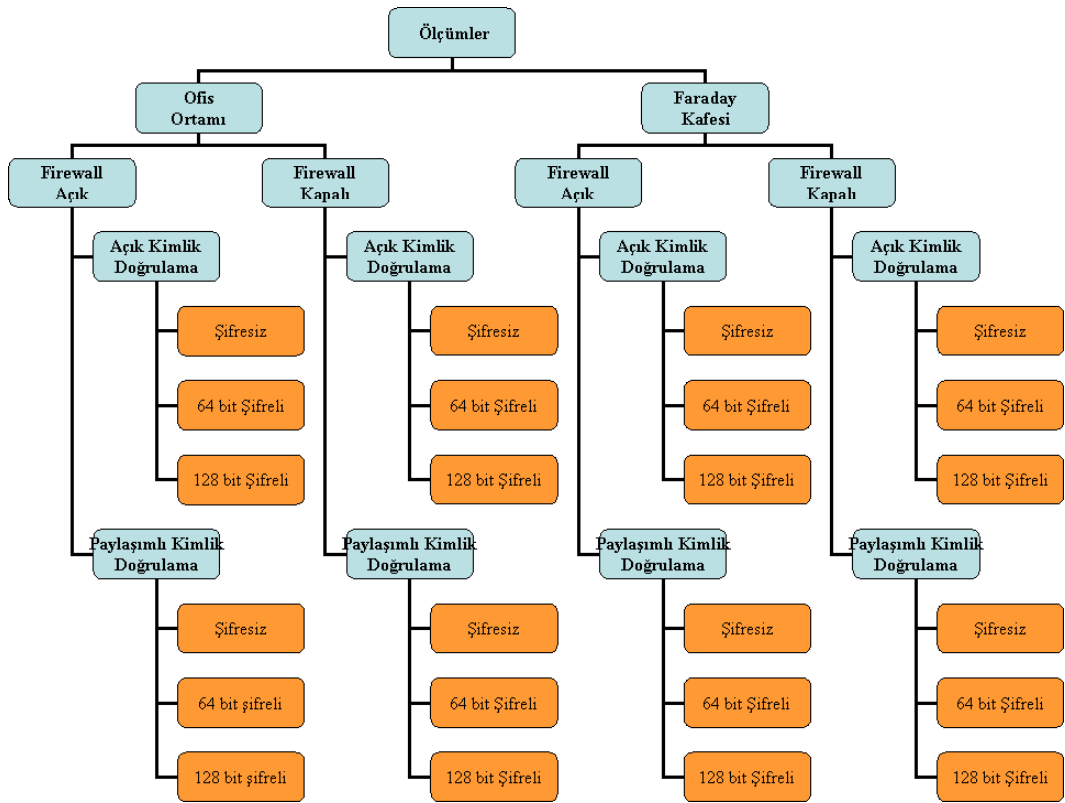 Ölçümler
Ofis
Ortamı
Faraday
Kafesi
Firewall
Açık
Firewall
Kapalı
Firewall
Açık
Firewall
Kapalı
Açık Kimlik
Doğrulama
Açık Kimlik
Doğrulama
Açık Kimlik
Doğrulama
Açık Kimlik
Doğrulama
Şifresiz
Şifresiz
Şifresiz
Şifresiz
64 bit Şifreli
64 bit Şifreli
64 bit Şifreli
64 bit Şifreli
128 bit Şifreli
128 bit Şifreli
128 bit Şifreli
128 bit Şifreli
Paylaşımlı Kimlik
Doğrulama
Paylaşımlı Kimlik
Doğrulama
Paylaşımlı Kimlik
Doğrulama
Paylaşımlı Kimlik
Doğrulama
Şifresiz
Şifresiz
Şifresiz
Şifresiz
64 bit şifreli
64 bit Şifreli
64 bit Şifreli
64 bit Şifreli
128 bit şifreli
128 bit Şifreli
128 bit Şifreli
128 bit Şifreli